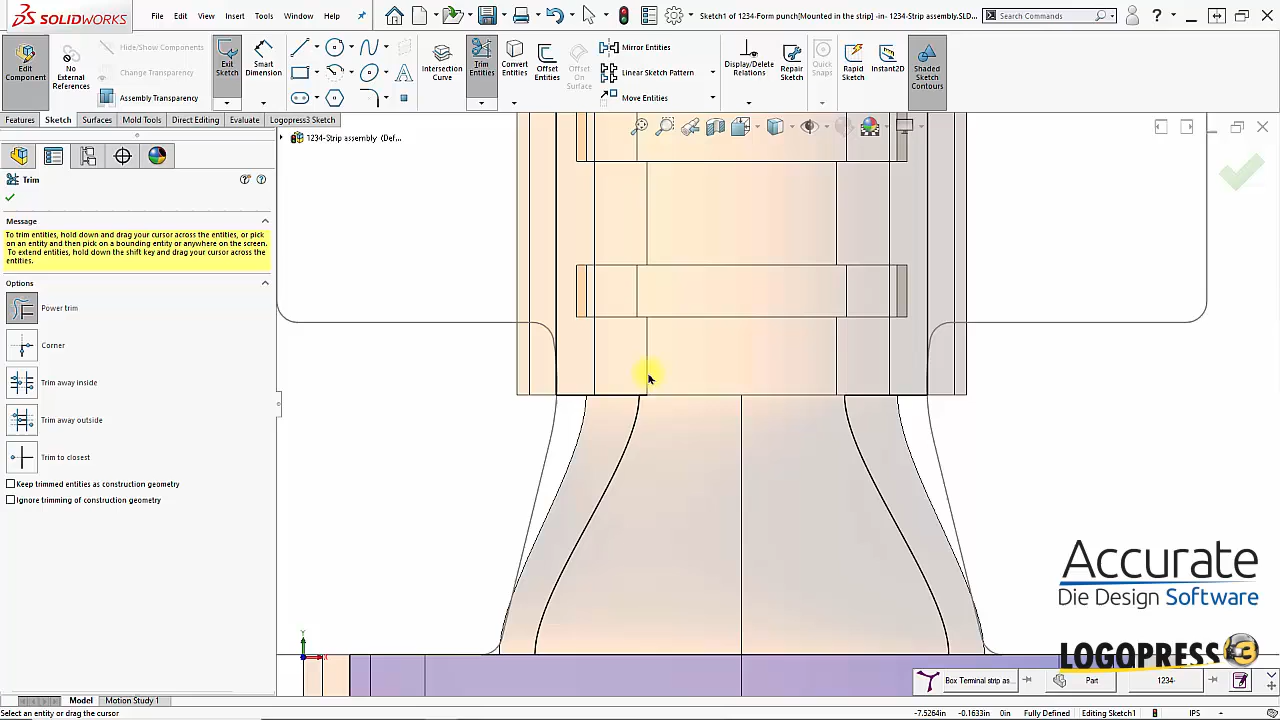 SOLIDWORKS
File Edit View Insert Tools Window Help
Sketch1 of 1234-Form punch[Mounted in the strip] -in- 1234-Strip assembly.SLD...
Search Commands
Edit Component
No External References
Hide/Show Components
Change Transparency
Assembly Transparency
Exit Sketch
Smart Dimension
Intersection Curve
Trim Entities
Convert Entities
Offset Entities
Offset On Surface
Mirror Entities
Linear Sketch Pattern
Move Entities
Display/Delete Relations
Repair Sketch
Quick Snaps
Rapid Sketch
Instant2D
Shaded Sketch Contours
Features Sketch Surfaces Mold Tools Direct Editing Evaluate Logopress3 Sketch
1234-Strip assembly (Def...
Trim
Message
To trim entities, hold down and drag your cursor across the entities, or pick
on an entity and then pick on a bounding entity or anywhere on the screen.
To extend entities, hold down the shift key and drag your cursor across the
entities.
Options
Power trim
Corner
Trim away inside
Trim away outside
Trim to closest
Keep trimmed entities as construction geometry
Ignore trimming of construction geometry
Accurate
Die Design Software
LOGOPRESS 3
Y
X
Box Terminal strip as... Part 1234-
Model Motion Study 1
Select an entity or drag the cursor
-7.5264in -0.1633in 0in Fully Defined Editing Sketch1 IPS